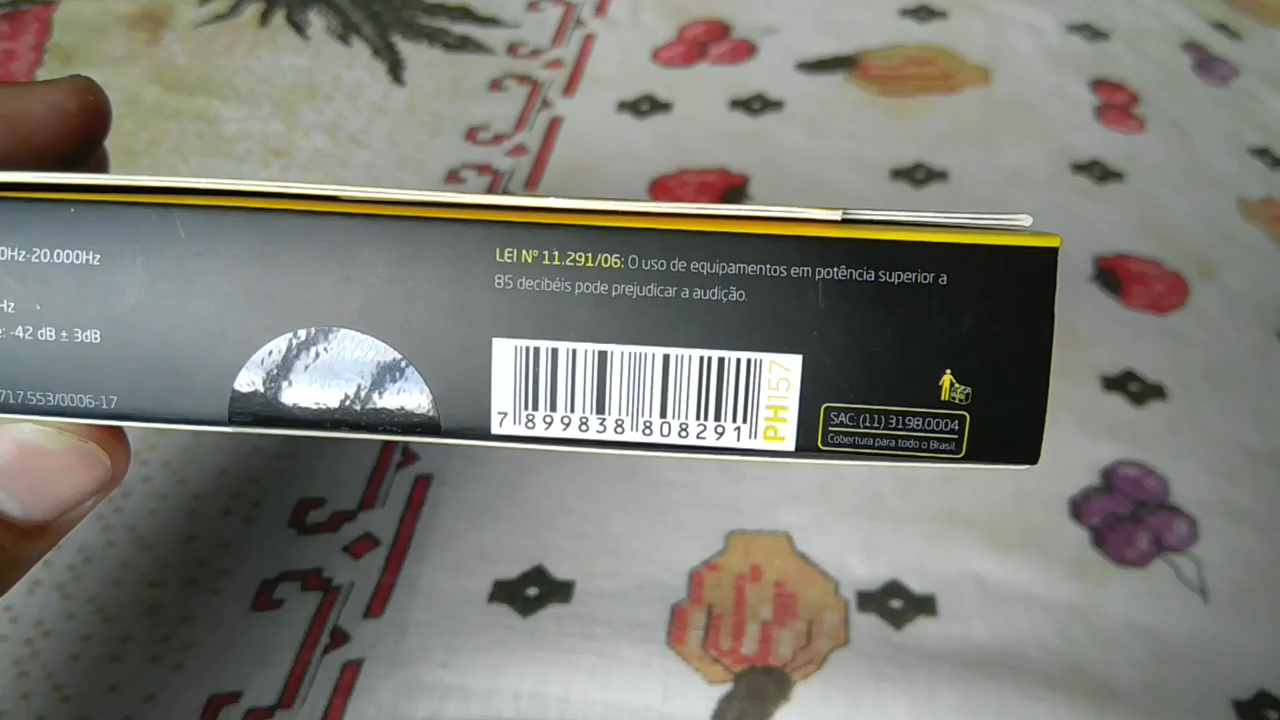 0Hz-20.000Hz
Hz
: -42 dB ± 3dB
717.553/0006-17
LEI Nº 11.291/06: O uso de equipamentos em potência superior a
85 decibéis pode prejudicar a audição.
7 899838 808291
PH157
SAC: (11) 3198.0004
Cobertura para todo o Brasil